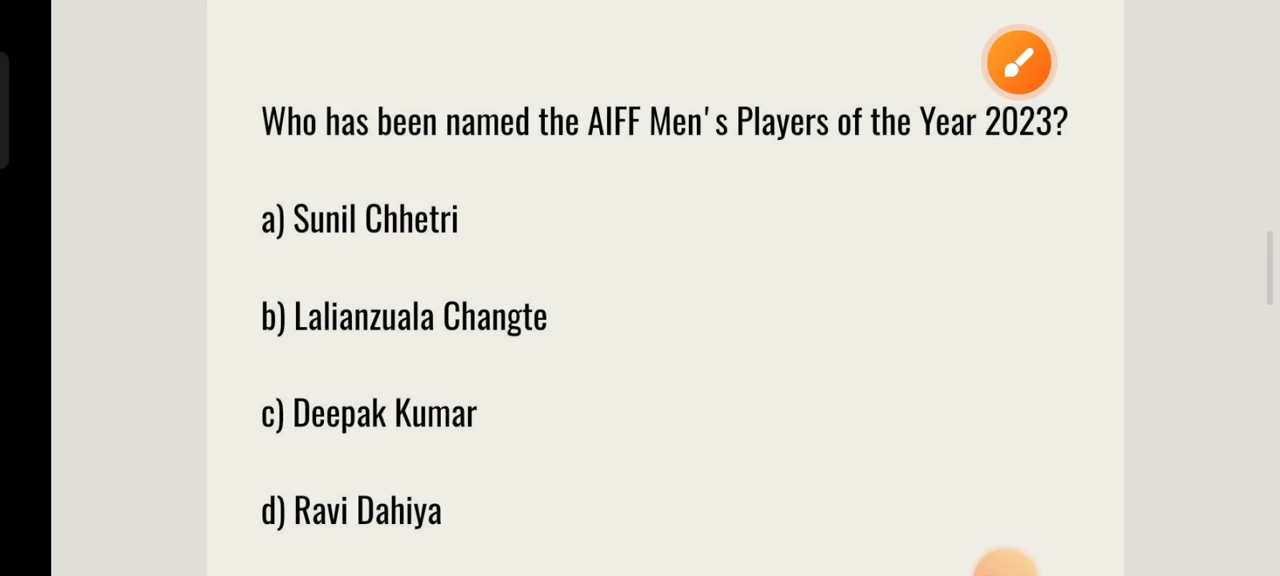 Who has been named the AIFF Men's Players of the Year 2023?
a) Sunil Chhetri
b) Lalianzuala Changte
c) Deepak Kumar
d) Ravi Dahiya